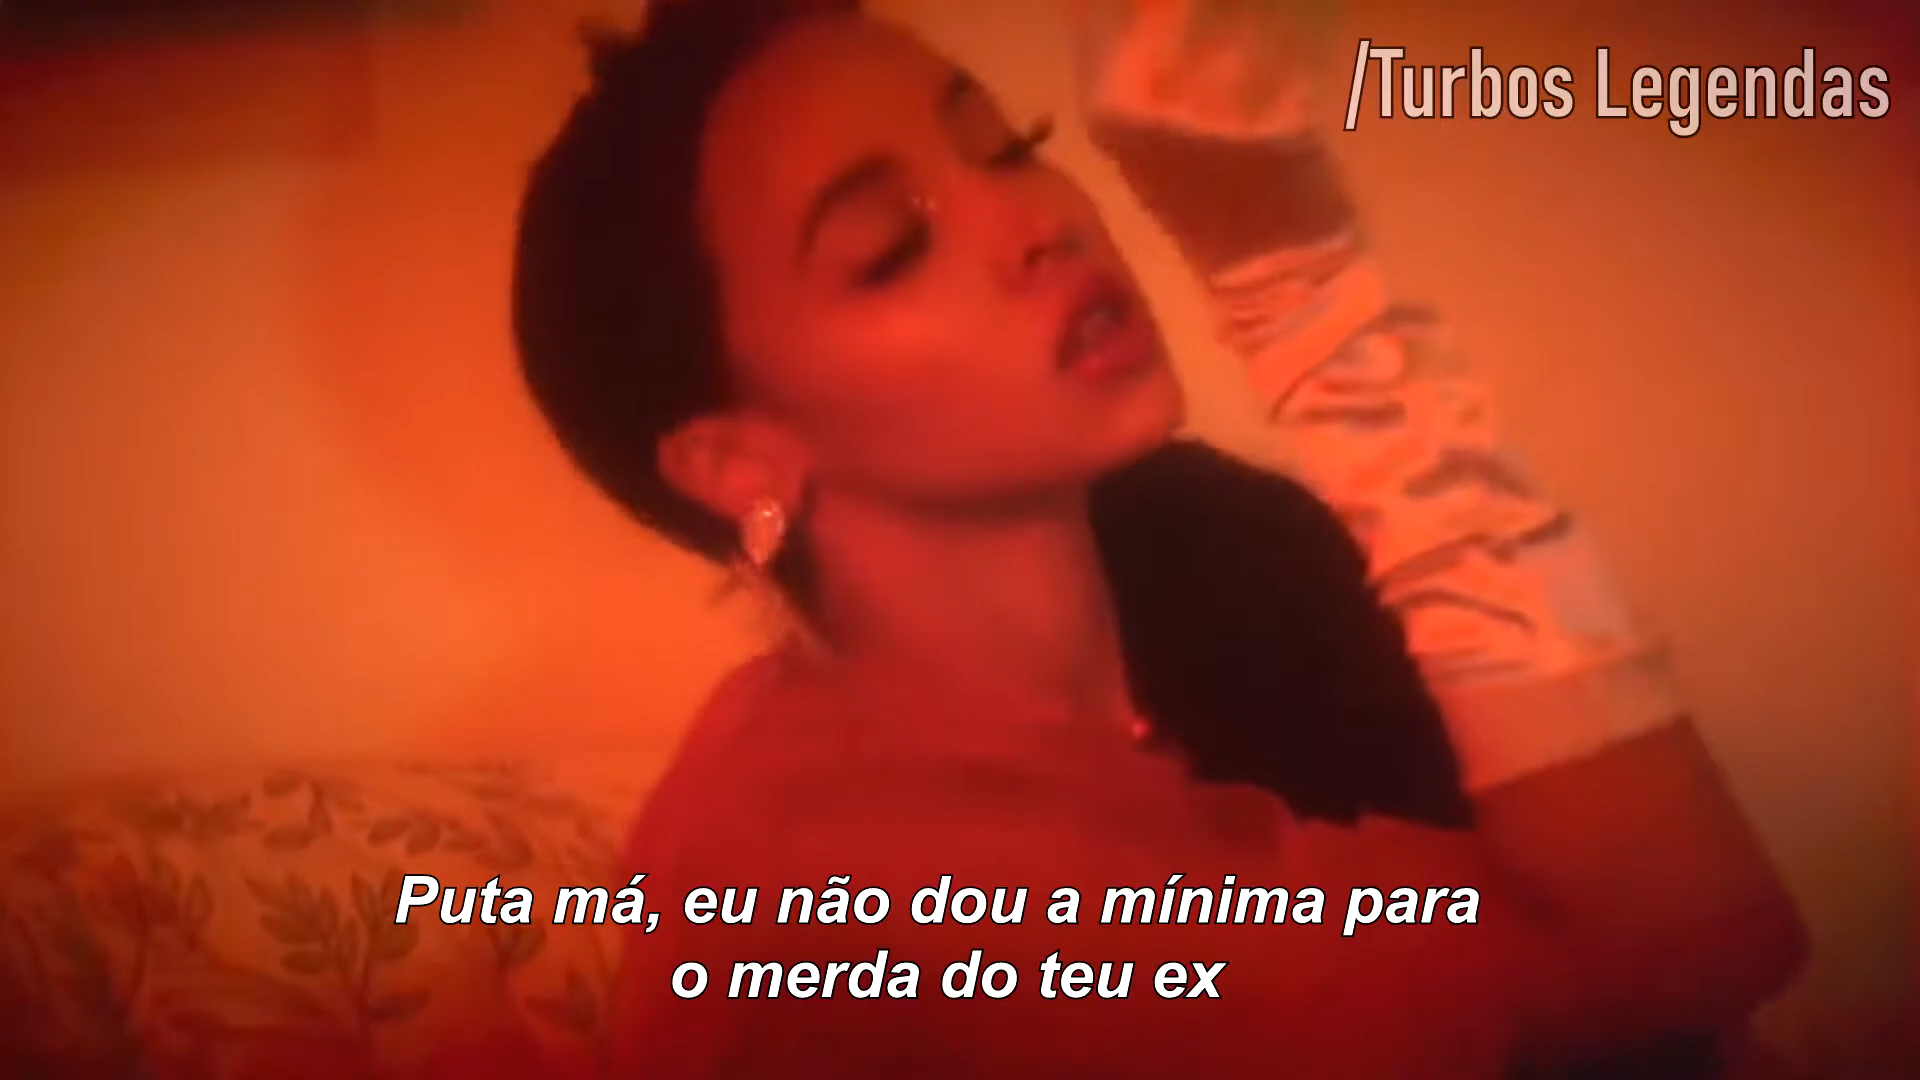 /Turbos Legendas
Puta má, eu não dou a mínima para
o merda do teu ex